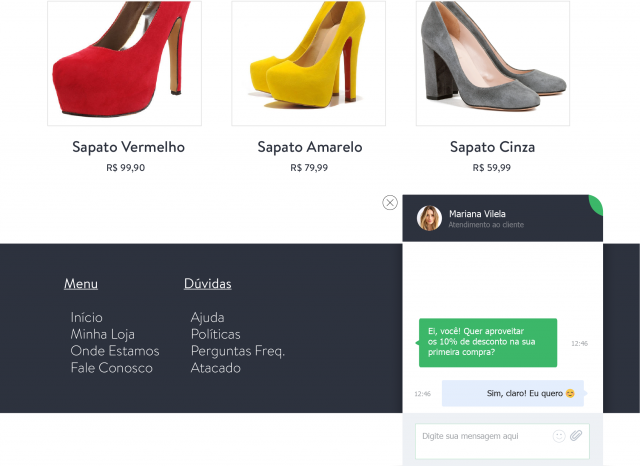 Sapato Vermelho
R$ 99,90
Sapato Amarelo
R$ 79,99
Sapato Cinza
R$ 59,99
Menu
Início
Minha Loja
Onde Estamos
Fale Conosco
Dúvidas
Ajuda
Políticas
Perguntas Freq.
Atacado
Mariana Vilela
Atendimento ao cliente
Ei, você! Quer aproveitar
os 10% de desconto na sua
primeira compra?
12:46
12:46
Sim, claro! Eu quero 😊
Digite sua mensagem aqui